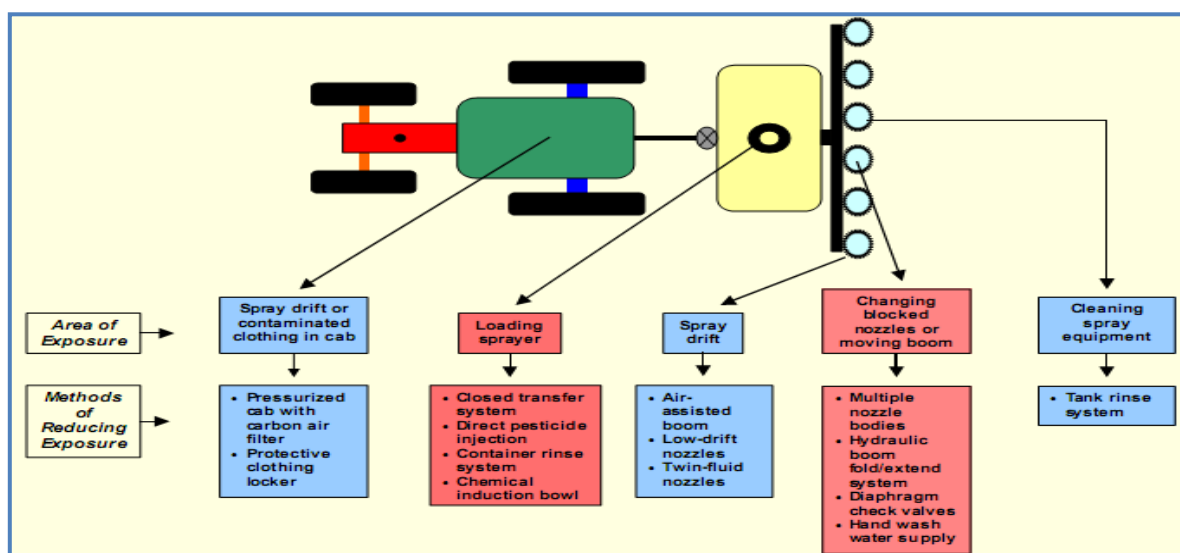 Area of
Exposure
Spray drift or
contaminated
clothing in cab
Loading
sprayer
Spray
drift
Changing
blocked
nozzles or
moving boom
Cleaning
spray
equipment
Methods
of
Reducing
Exposure
• Pressurized
cab with
carbon air
filter
• Protective
clothing
locker
• Closed transfer
system
• Direct pesticide
injection
• Container rinse
system
• Chemical
induction bowl
• Air-
assisted
boom
• Low-drift
nozzles
• Twin-fluid
nozzles
• Multiple
nozzle
bodies
• Hydraulic
boom
fold/extend
system
• Diaphragm
check valves
• Hand wash
water supply
• Tank rinse
system